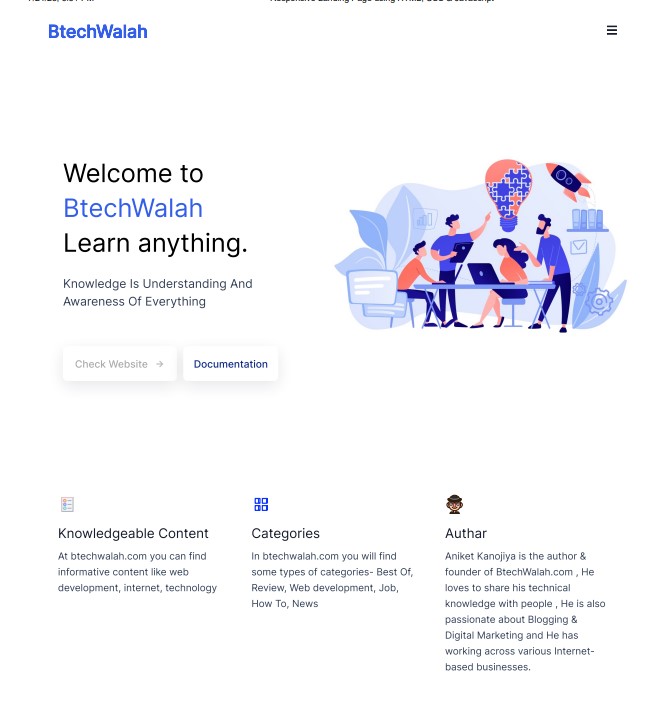 BtechWalah
Welcome to
BtechWalah
Learn anything.
Knowledge Is Understanding And
Awareness Of Everything
Check Website →
Documentation
Knowledgeable Content
At btechwalah.com you can find
informative content like web
development, internet, technology
Categories
In btechwalah.com you will find
some types of categories- Best Of,
Review, Web development, Job,
How To, News
Authar
Aniket Kanojiya is the author &
founder of BtechWalah.com , He
loves to share his technical
knowledge with people , He is also
passionate about Blogging &
Digital Marketing and He has
working across various Internet-
based businesses.